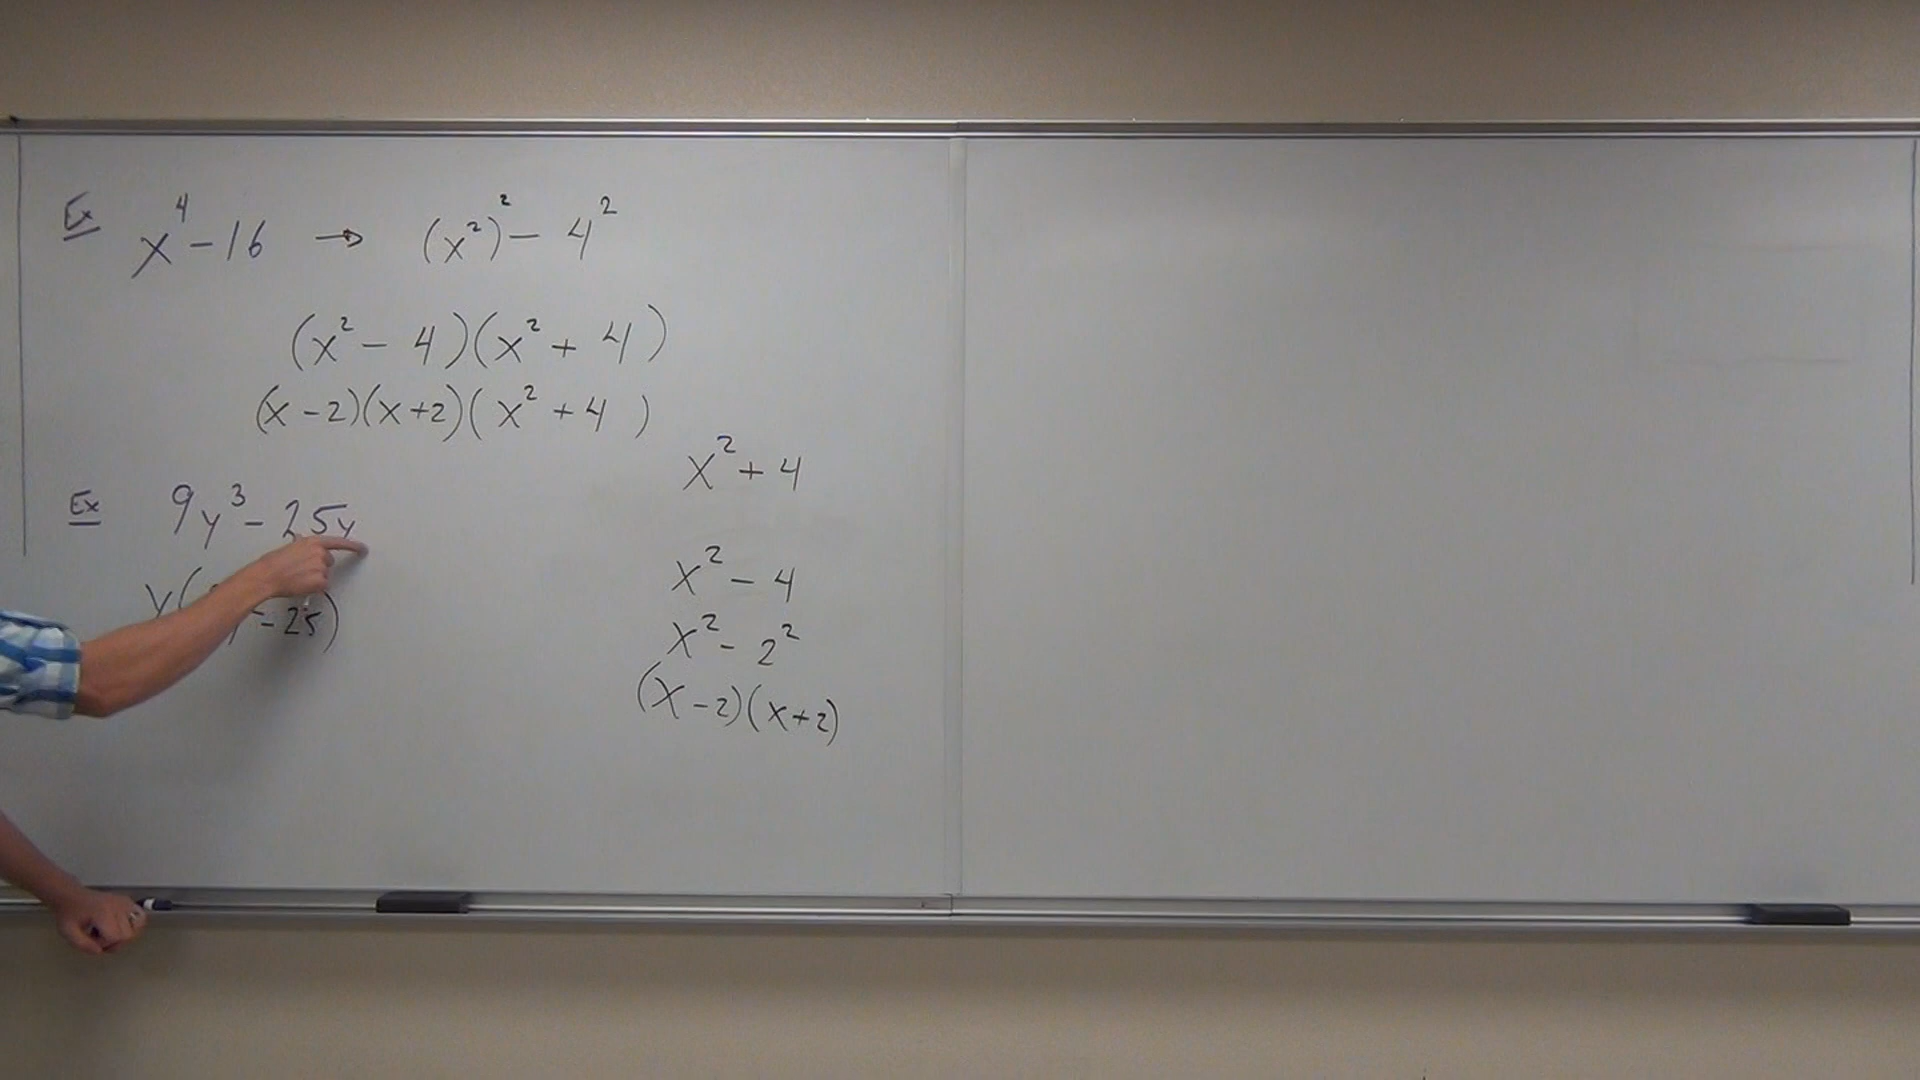 Ex x⁴ - 16 → (x²)² - 4²
(x² - 4)(x² + 4)
(x - 2)(x + 2)(x² + 4)
x² + 4
Ex 9y³ - 25y
y( - 25)
x² - 4
x² - 2²
(x - 2)(x + 2)